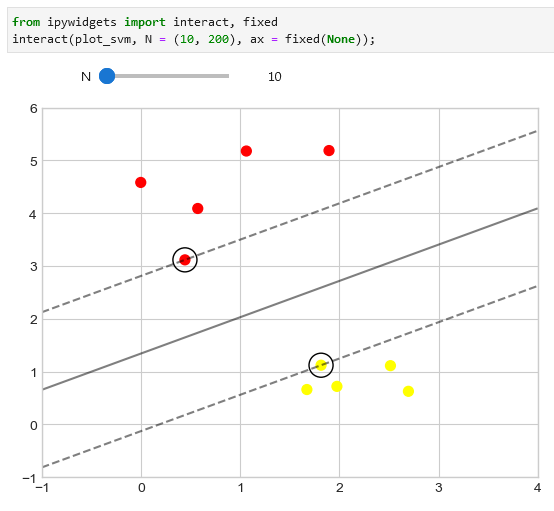 from ipywidgets import interact, fixed
interact(plot_svm, N = (10, 200), ax = fixed(None));
N 10
6
5
4
3
2
1
0
−1
−1 0 1 2 3 4